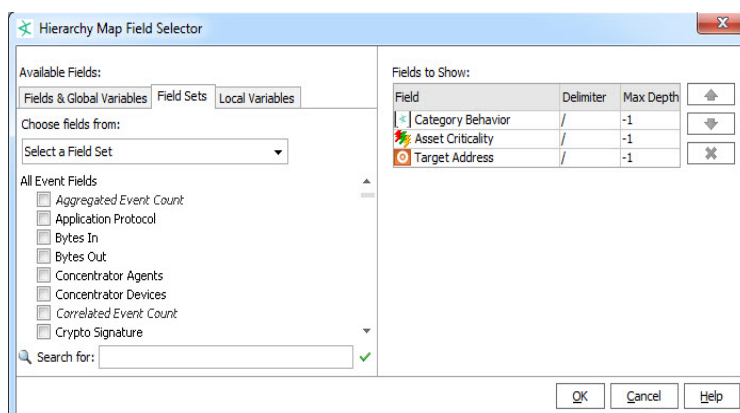 Hierarchy Map Field Selector
Available Fields:
Fields & Global Variables Field Sets Local Variables
Choose fields from:
Select a Field Set
All Event Fields
Aggregated Event Count
Application Protocol
Bytes In
Bytes Out
Concentrator Agents
Concentrator Devices
Correlated Event Count
Crypto Signature
Search for:
Fields to Show:
Field Delimiter Max Depth
Category Behavior / -1
Asset Criticality / -1
Target Address / -1
OK Cancel Help